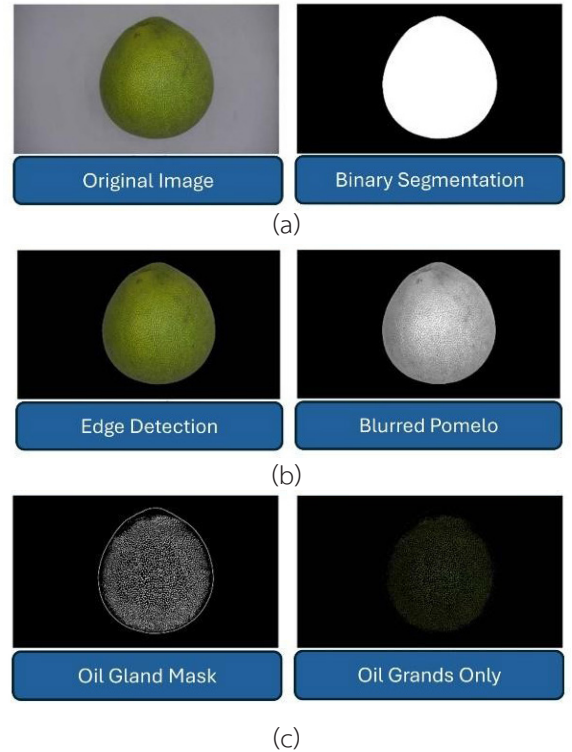 Original Image
Binary Segmentation
(a)
Edge Detection
Blurred Pomelo
(b)
Oil Gland Mask
Oil Grands Only
(c)